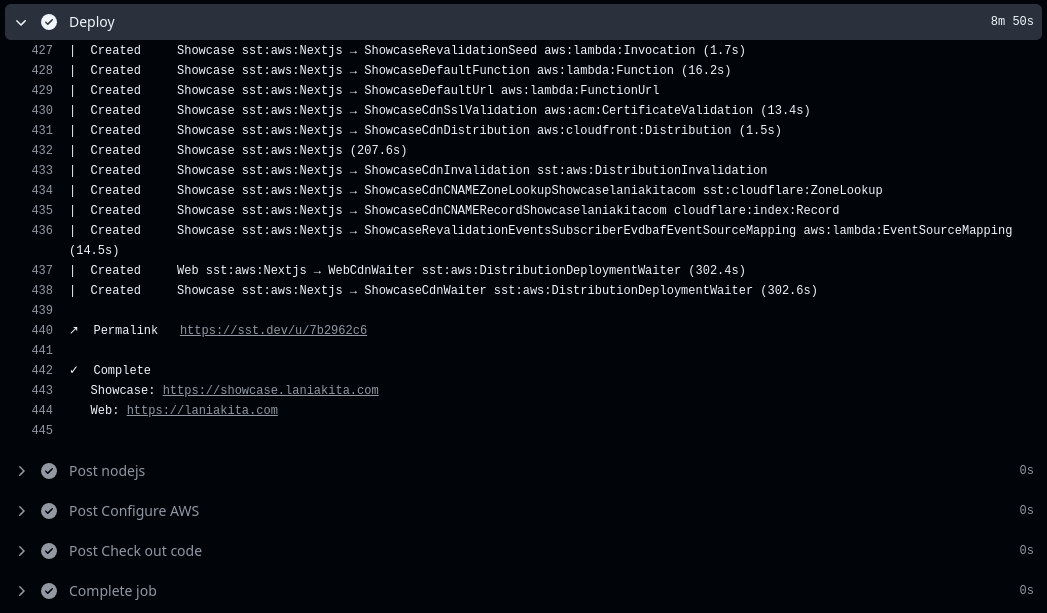 Deploy 8m 50s
427 | Created Showcase sst:aws:Nextjs → ShowcaseRevalidationSeed aws:lambda:Invocation (1.7s)
428 | Created Showcase sst:aws:Nextjs → ShowcaseDefaultFunction aws:lambda:Function (16.2s)
429 | Created Showcase sst:aws:Nextjs → ShowcaseDefaultUrl aws:lambda:FunctionUrl
430 | Created Showcase sst:aws:Nextjs → ShowcaseCdnSslValidation aws:acm:CertificateValidation (13.4s)
431 | Created Showcase sst:aws:Nextjs → ShowcaseCdnDistribution aws:cloudfront:Distribution (1.5s)
432 | Created Showcase sst:aws:Nextjs (207.6s)
433 | Created Showcase sst:aws:Nextjs → ShowcaseCdnInvalidation sst:aws:DistributionInvalidation
434 | Created Showcase sst:aws:Nextjs → ShowcaseCdnCNAMEZoneLookupShowcaselaniakitacom sst:cloudflare:ZoneLookup
435 | Created Showcase sst:aws:Nextjs → ShowcaseCdnCNAMERecordShowcaselaniakitacom cloudflare:index:Record
436 | Created Showcase sst:aws:Nextjs → ShowcaseRevalidationEventsSubscriberEvdbafEventSourceMapping aws:lambda:EventSourceMapping
(14.5s)
437 | Created Web sst:aws:Nextjs → WebCdnWaiter sst:aws:DistributionDeploymentWaiter (302.4s)
438 | Created Showcase sst:aws:Nextjs → ShowcaseCdnWaiter sst:aws:DistributionDeploymentWaiter (302.6s)
439
440 ↗ Permalink https://sst.dev/u/7b2962c6
441
442 ✓ Complete
443 Showcase: https://showcase.laniakita.com
444 Web: https://laniakita.com
445
Post nodejs 0s
Post Configure AWS 0s
Post Check out code 0s
Complete job 0s